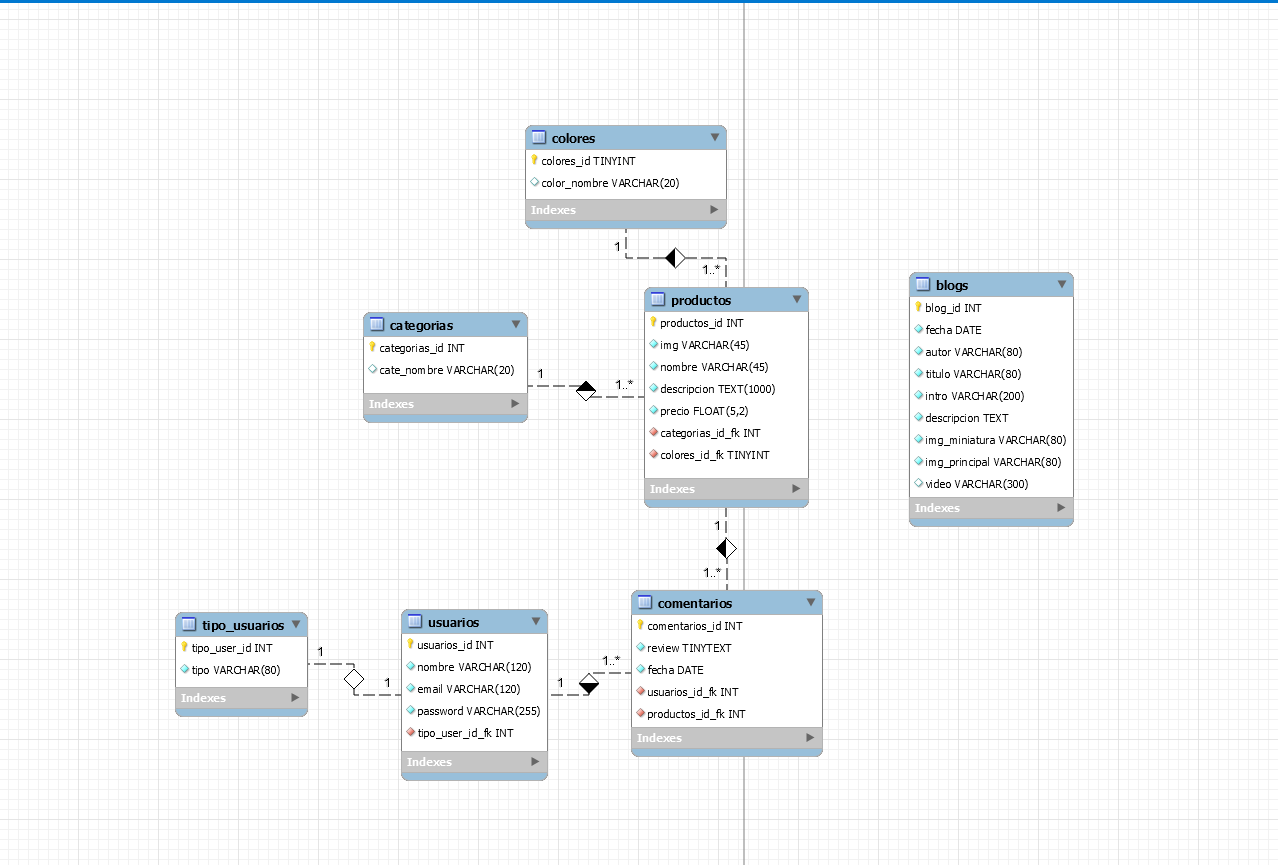 colores
colores_id TINYINT
color_nombre VARCHAR(20)
Indexes
1
1..*
categorias
categorias_id INT
cate_nombre VARCHAR(20)
Indexes
1
1..*
productos
productos_id INT
img VARCHAR(45)
nombre VARCHAR(45)
descripcion TEXT(1000)
precio FLOAT(5,2)
categorias_id_fk INT
colores_id_fk TINYINT
Indexes
blogs
blog_id INT
fecha DATE
autor VARCHAR(80)
titulo VARCHAR(80)
intro VARCHAR(200)
descripcion TEXT
img_miniatura VARCHAR(80)
img_principal VARCHAR(80)
video VARCHAR(300)
Indexes
1
1..*
tipo_usuarios
tipo_user_id INT
tipo VARCHAR(80)
Indexes
1
1
usuarios
usuarios_id INT
nombre VARCHAR(120)
email VARCHAR(120)
password VARCHAR(255)
tipo_user_id_fk INT
Indexes
1
1..*
comentarios
comentarios_id INT
review TINYTEXT
fecha DATE
usuarios_id_fk INT
productos_id_fk INT
Indexes